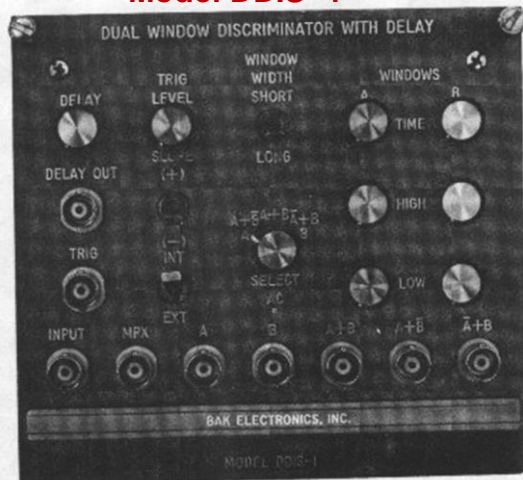 Model DDIS-1
DUAL WINDOW DISCRIMINATOR WITH DELAY
DELAY
TRIG
LEVEL
WINDOW
WIDTH
SHORT
LONG
WINDOWS
A
B
TIME
HIGH
LOW
DELAY OUT
SLOPE
(+)
(−)
INT
EXT
TRIG
A A+B̅ A+B A̅+B B
SELECT
AC
INPUT MPX A B A+B A+B̅ A̅+B
BAK ELECTRONICS, INC.
MODEL DDIS-1